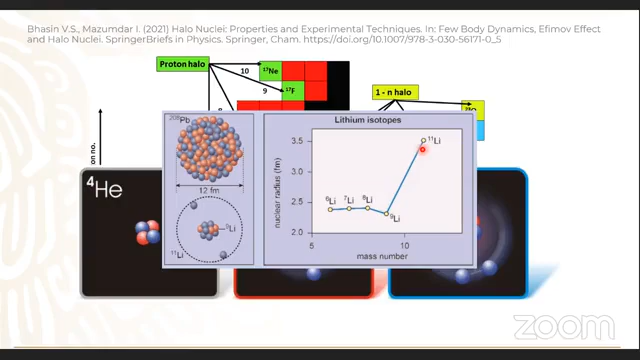 Bhasin V.S., Mazumdar I. (2021) Halo Nuclei: Properties and Experimental Techniques. In: Few Body Dynamics, Efimov Effect
and Halo Nuclei. SpringerBriefs in Physics. Springer, Cham. https://doi.org/10.1007/978-3-030-56171-0_5
Proton halo
10
¹⁷Ne
9
¹⁷F
1 - n halo
on no.
⁴He
²⁰⁸Pb
12 fm
⁹Li
¹¹Li
Lithium isotopes
nuclear radius (fm)
3.5
3.0
2.5
2.0
⁶Li
⁷Li
⁸Li
⁹Li
¹¹Li
6
10
mass number
zoom